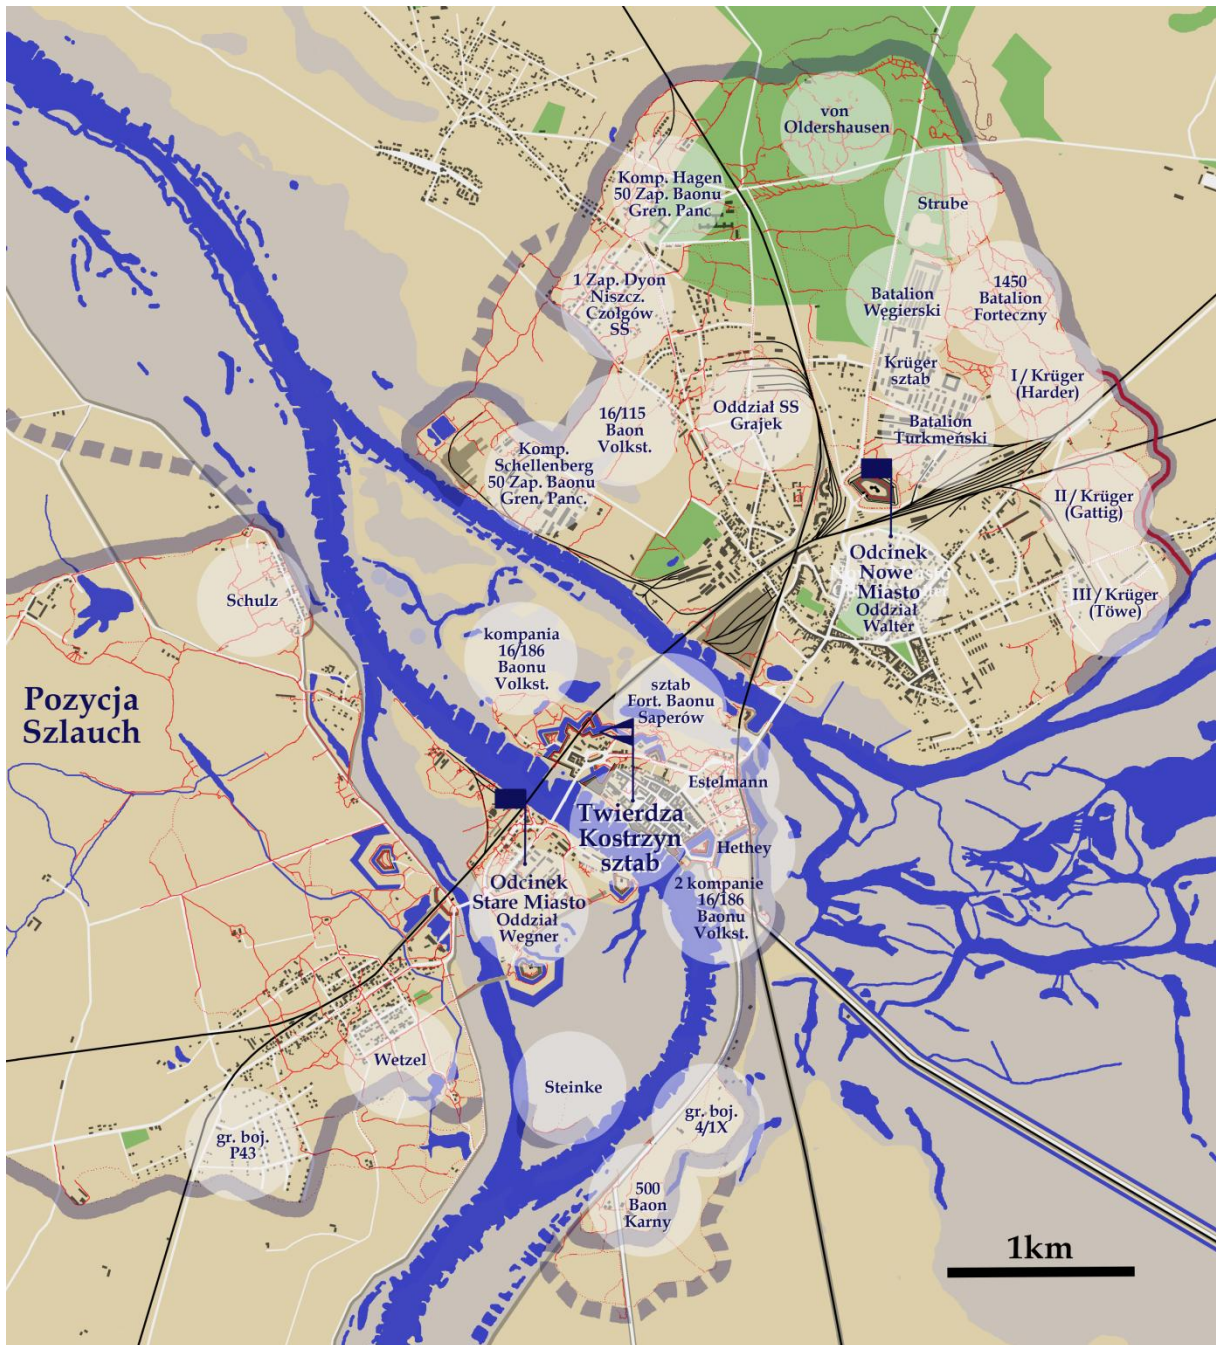 von
Oldershausen
Komp. Hagen
50 Zap. Baonu
Gren. Panc
Strube
1 Zap. Dyon
Niszcz.
Czołgów
SS
Batalion
Węgierski
1450
Batalion
Forteczny
Krüger
sztab
I / Krüger
(Harder)
16/115
Baon
Volkst.
Oddział SS
Grajek
Batalion
Turkmeński
Komp.
Schellenberg
50 Zap. Baonu
Gren. Panc.
II / Krüger
(Gattig)
Odcinek
Nowe
Miasto
Oddział
Walter
III / Krüger
(Töwe)
Schulz
kompania
16/186
Baonu
Volkst.
sztab
Fort. Baonu
Saperów
Pozycja
Szlauch
Estelmann
Twierdza
Kostrzyn
sztab
Hethey
Odcinek
Stare Miasto
Oddział
Wegner
2 kompanie
16/186
Baonu
Volkst.
Wetzel
Steinke
gr. boj.
4/1X
gr. boj.
P43
500
Baon
Karny
1km